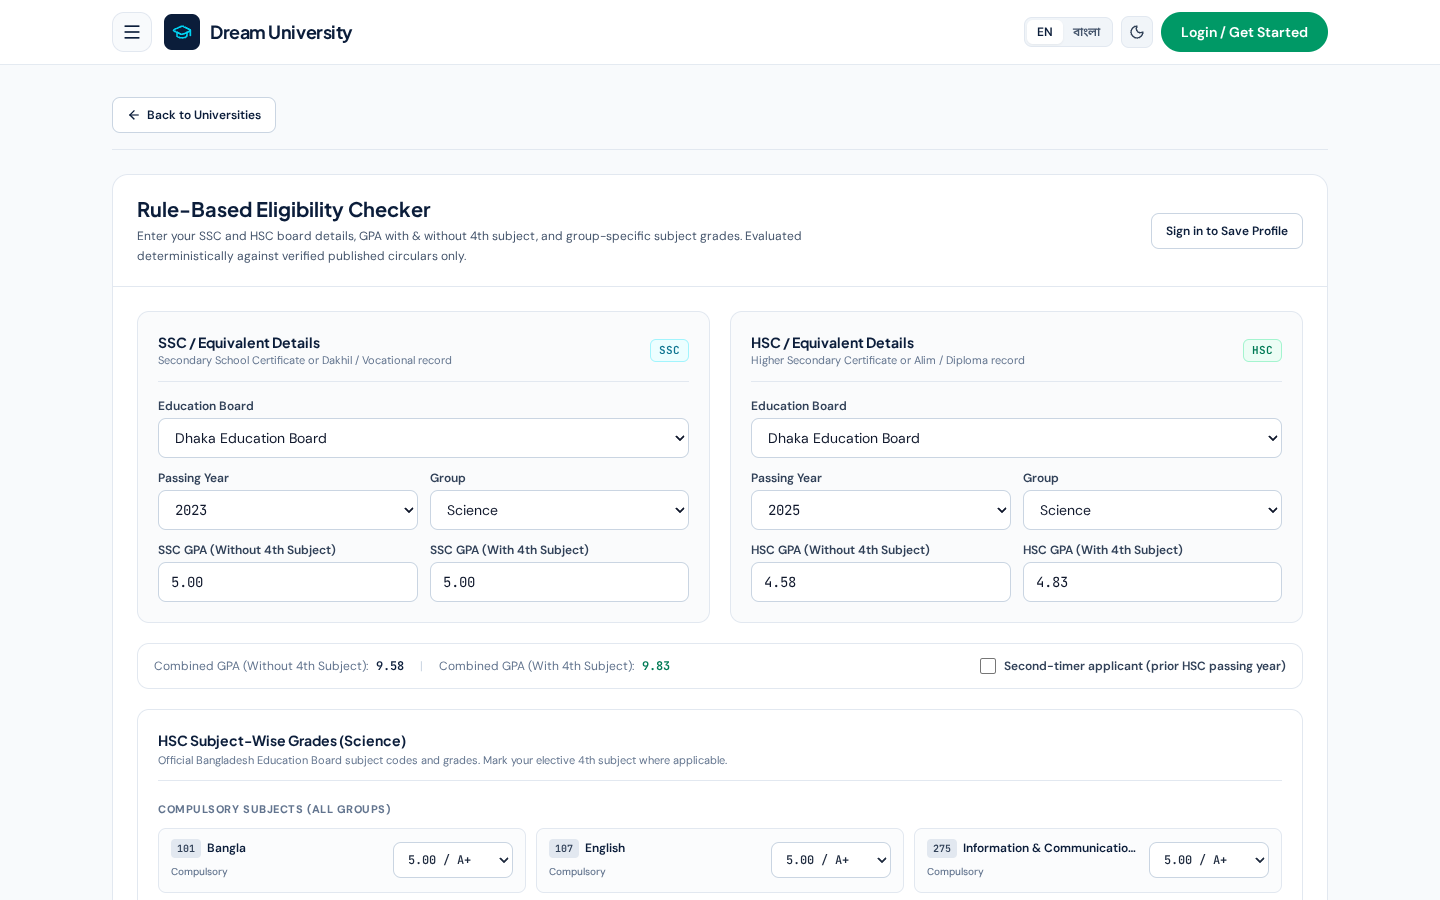 Dream University
EN
বাংলা
Login / Get Started
Back to Universities
Rule-Based Eligibility Checker
Enter your SSC and HSC board details, GPA with & without 4th subject, and group-specific subject grades. Evaluated
deterministically against verified published circulars only.
Sign in to Save Profile
SSC / Equivalent Details
Secondary School Certificate or Dakhil / Vocational record
SSC
Education Board
Dhaka Education Board
Passing Year
Group
2023
Science
SSC GPA (Without 4th Subject)
SSC GPA (With 4th Subject)
5.00
5.00
HSC / Equivalent Details
Higher Secondary Certificate or Alim / Diploma record
HSC
Education Board
Dhaka Education Board
Passing Year
Group
2025
Science
HSC GPA (Without 4th Subject)
HSC GPA (With 4th Subject)
4.58
4.83
Combined GPA (Without 4th Subject): 9.58
Combined GPA (With 4th Subject): 9.83
Second-timer applicant (prior HSC passing year)
HSC Subject-Wise Grades (Science)
Official Bangladesh Education Board subject codes and grades. Mark your elective 4th subject where applicable.
COMPULSORY SUBJECTS (ALL GROUPS)
101 Bangla
Compulsory
5.00 / A+
107 English
Compulsory
5.00 / A+
275 Information & Communicatio...
Compulsory
5.00 / A+